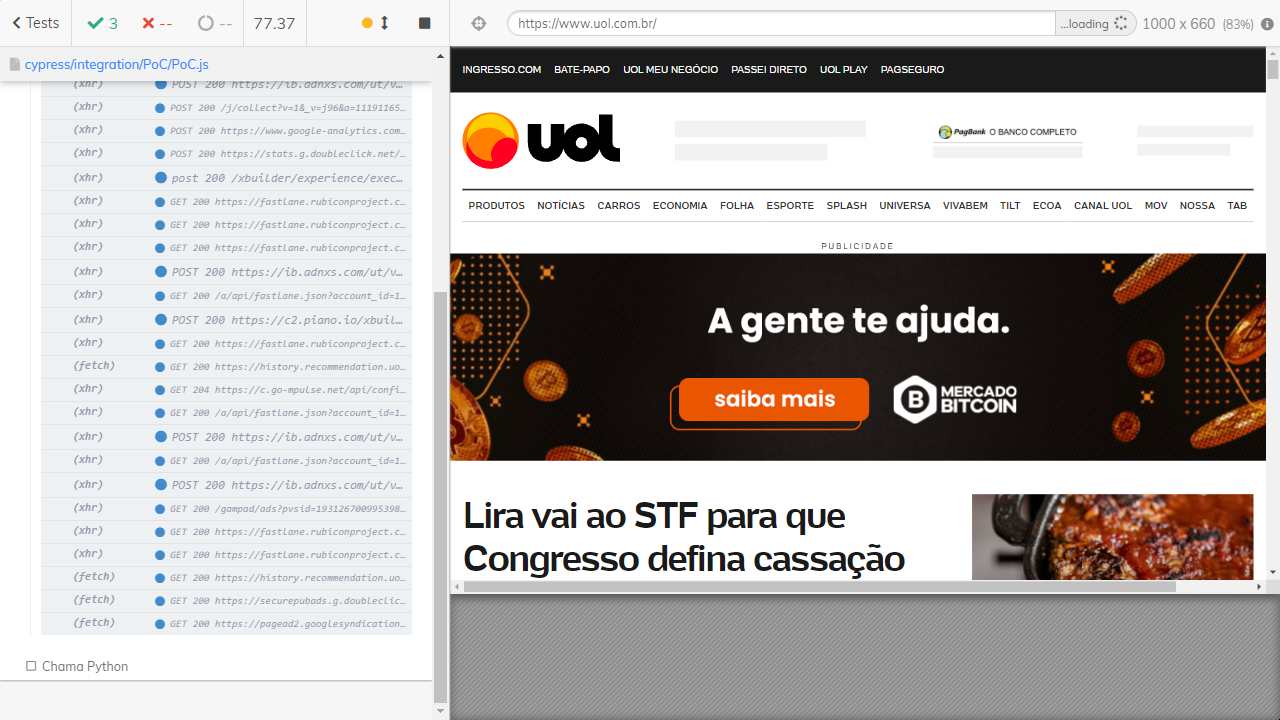 Tests
3
--
--
77.37
https://www.uol.com.br/
...loading
1000 x 660 (83%)
cypress/integration/PoC/PoC.js
(xhr) POST 200 https://ib.adnxs.com/ut/v...
(xhr) POST 200 /j/collect?v=1&_v=j96&a=11191165...
(xhr) POST 200 https://www.google-analytics.com...
(xhr) POST 200 https://stats.g.doubleclick.net/...
(xhr) post 200 /xbuilder/experience/exec...
(xhr) GET 200 https://fastlane.rubiconproject.c...
(xhr) GET 200 https://fastlane.rubiconproject.c...
(xhr) GET 200 https://fastlane.rubiconproject.c...
(xhr) POST 200 https://ib.adnxs.com/ut/v...
(xhr) GET 200 /a/api/fastlane.json?account_id=1...
(xhr) POST 200 https://c2.piano.io/xbuil...
(xhr) GET 200 https://fastlane.rubiconproject.c...
(fetch) GET 200 https://history.recommendation.uo...
(xhr) GET 204 https://c.go-mpulse.net/api/confi...
(xhr) GET 200 /a/api/fastlane.json?account_id=1...
(xhr) POST 200 https://ib.adnxs.com/ut/v...
(xhr) GET 200 /a/api/fastlane.json?account_id=1...
(xhr) POST 200 https://ib.adnxs.com/ut/v...
(xhr) GET 200 /gampad/ads?pvsid=193126700995398...
(xhr) GET 200 https://fastlane.rubiconproject.c...
(xhr) GET 200 https://fastlane.rubiconproject.c...
(fetch) GET 200 https://history.recommendation.uo...
(fetch) GET 200 https://securepubads.g.doubleclic...
(fetch) GET 200 https://pagead2.googlesyndication...
Chama Python
INGRESSO.COM BATE-PAPO UOL MEU NEGÓCIO PASSEI DIRETO UOL PLAY PAGSEGURO
uol
PagBank O BANCO COMPLETO
PRODUTOS NOTÍCIAS CARROS ECONOMIA FOLHA ESPORTE SPLASH UNIVERSA VIVABEM TILT ECOA CANAL UOL MOV NOSSA TAB
PUBLICIDADE
A gente te ajuda.
saiba mais
B MERCADO
BITCOIN
Lira vai ao STF para que
Congresso defina cassação